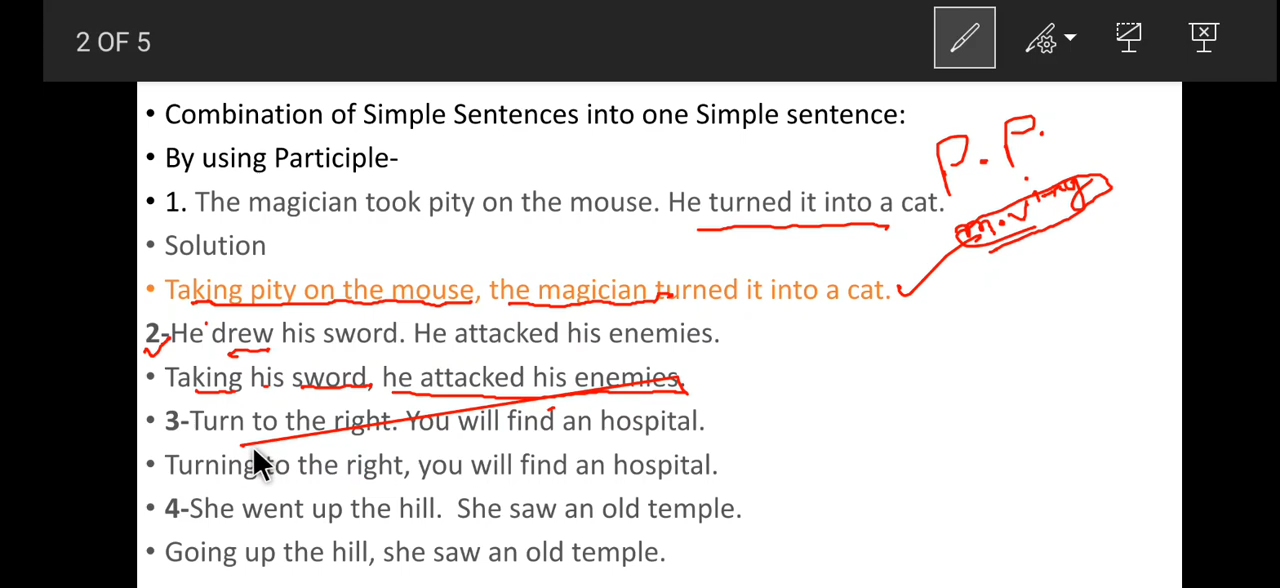 2 OF 5
• Combination of Simple Sentences into one Simple sentence:
• By using Participle-
P. P.
• 1. The magician took pity on the mouse. He turned it into a cat.
• Solution
• Taking pity on the mouse, the magician turned it into a cat.
2-He drew his sword. He attacked his enemies.
• Taking his sword, he attacked his enemies.
• 3-Turn to the right. You will find an hospital.
• Turning to the right, you will find an hospital.
• 4-She went up the hill.  She saw an old temple.
• Going up the hill, she saw an old temple.